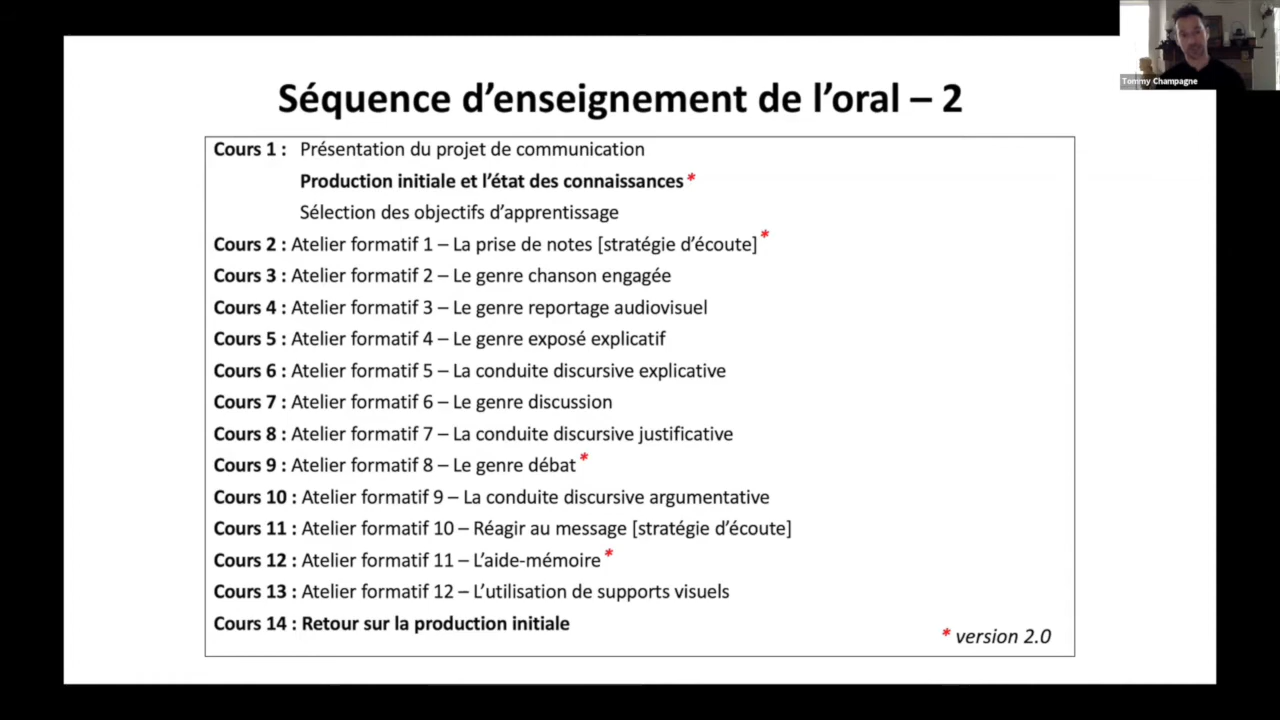 Tommy Champagne
Séquence d’enseignement de l’oral – 2
Cours 1 : Présentation du projet de communication
Production initiale et l’état des connaissances *
Sélection des objectifs d’apprentissage
Cours 2 : Atelier formatif 1 – La prise de notes [stratégie d’écoute] *
Cours 3 : Atelier formatif 2 – Le genre chanson engagée
Cours 4 : Atelier formatif 3 – Le genre reportage audiovisuel
Cours 5 : Atelier formatif 4 – Le genre exposé explicatif
Cours 6 : Atelier formatif 5 – La conduite discursive explicative
Cours 7 : Atelier formatif 6 – Le genre discussion
Cours 8 : Atelier formatif 7 – La conduite discursive justificative
Cours 9 : Atelier formatif 8 – Le genre débat *
Cours 10 : Atelier formatif 9 – La conduite discursive argumentative
Cours 11 : Atelier formatif 10 – Réagir au message [stratégie d’écoute]
Cours 12 : Atelier formatif 11 – L’aide-mémoire *
Cours 13 : Atelier formatif 12 – L’utilisation de supports visuels
Cours 14 : Retour sur la production initiale
* version 2.0